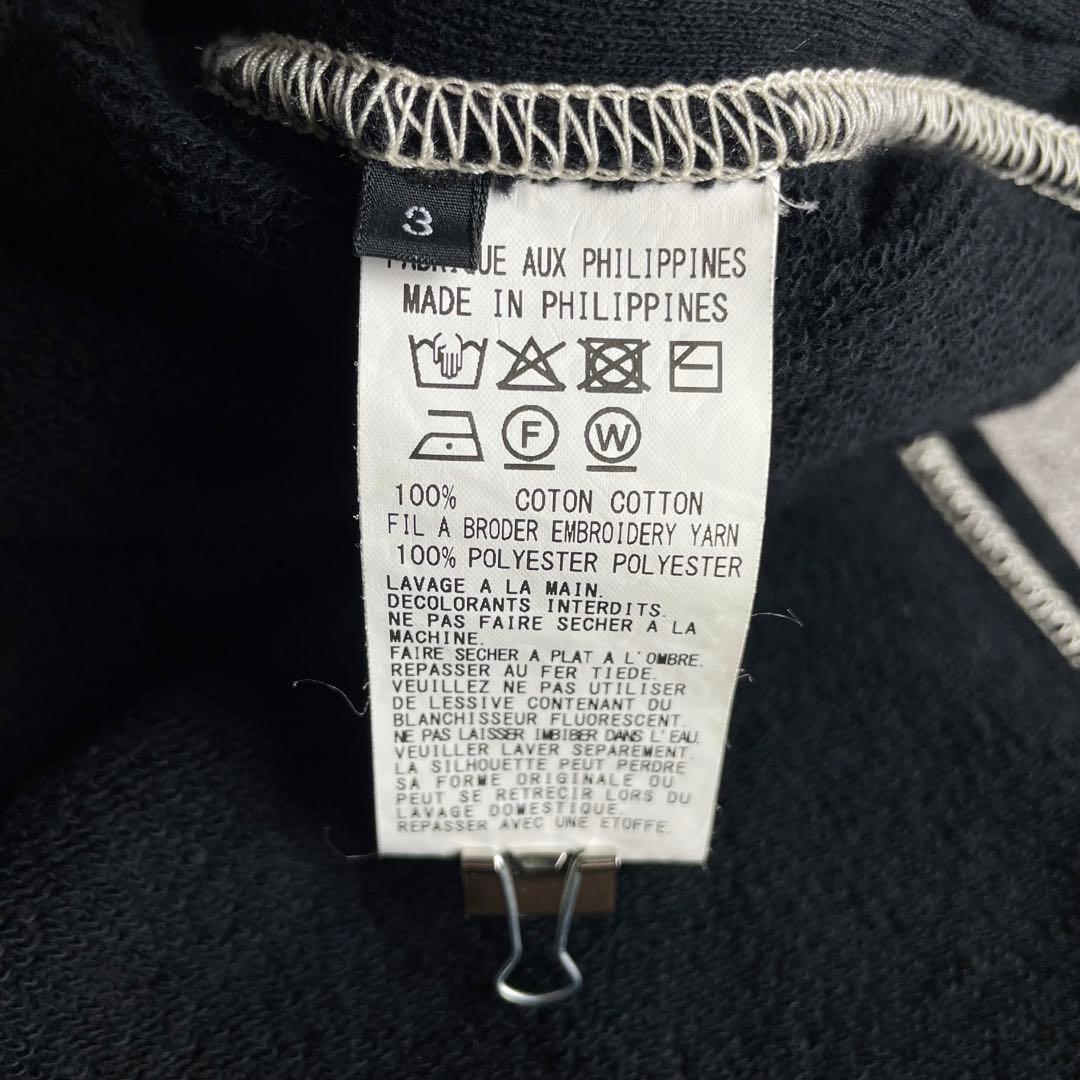 3
FABRIQUE AUX PHILIPPINES
MADE IN PHILIPPINES
F W
100% COTON COTTON
FIL A BRODER EMBROIDERY YARN
100% POLYESTER POLYESTER
LAVAGE A LA MAIN.
DECOLORANTS INTERDITS.
NE PAS FAIRE SECHER A LA
MACHINE.
FAIRE SECHER A PLAT A L'OMBRE.
REPASSER AU FER TIEDE.
VEUILLEZ NE PAS UTILISER
DE LESSIVE CONTENANT DU
BLANCHISSEUR FLUORESCENT.
NE PAS LAISSER IMBIBER DANS L'EAU.
VEUILLER LAVER SEPAREMENT.
LA SILHOUETTE PEUT PERDRE
SA FORME ORIGINALE OU
PEUT SE RETRECIR LORS DU
LAVAGE DOMESTIQUE.
REPASSER AVEC UNE ETOFFE.